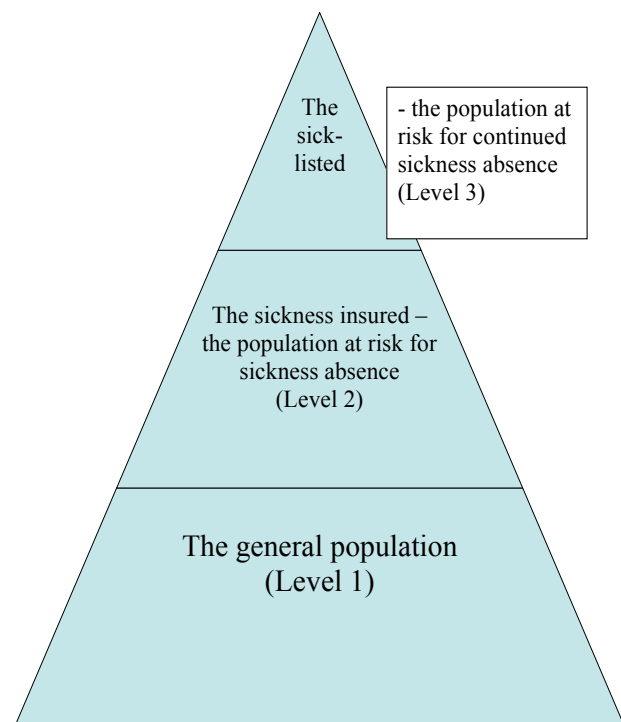 The
sick-
listed
- the population at
risk for continued
sickness absence
(Level 3)
The sickness insured –
the population at risk for
sickness absence
(Level 2)
The general population
(Level 1)